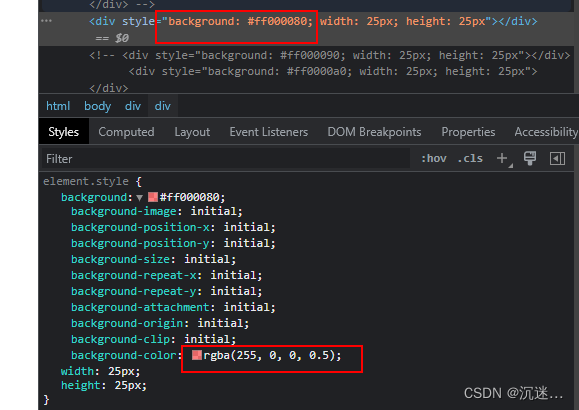 </div> -->
··· <div style="background: #ff000080; width: 25px; height: 25px"></div>
== $0
<!-- <div style="background: #ff000090; width: 25px; height: 25px"></div>
<div style="background: #ff0000a0; width: 25px; height: 25px">
</div>
html body div div
Styles Computed Layout Event Listeners DOM Breakpoints Properties Accessibility
Filter :hov .cls +
element.style {
background: #ff000080;
background-image: initial;
background-position-x: initial;
background-position-y: initial;
background-size: initial;
background-repeat-x: initial;
background-repeat-y: initial;
background-attachment: initial;
background-origin: initial;
background-clip: initial;
background-color: rgba(255, 0, 0, 0.5);
width: 25px;
height: 25px;
}
CSDN @沉迷...